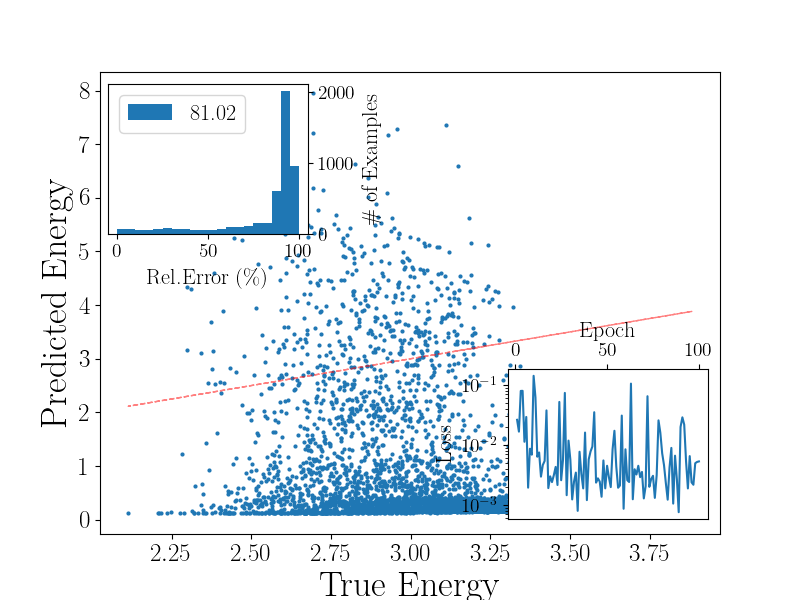 8
7
6
5
4
3
2
1
0
Predicted Energy
2.25 2.50 2.75 3.00 3.25 3.50 3.75
True Energy
81.02
2000
1000
0
# of Examples
0 50 100
Rel.Error (%)
Epoch
0 50 100
10⁻¹
10⁻²
10⁻³
Loss